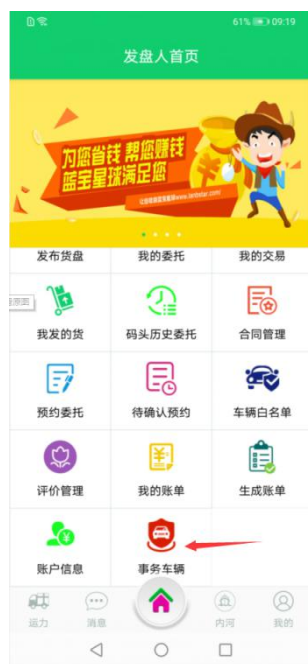 61% 09:19
发盘人首页
为您省钱 帮您赚钱
蓝宝星球满足您
发布货盘 我的委托 我的交易
我发的货 码头历史委托 合同管理
预约委托 待确认预约 车辆白名单
评价管理 我的账单 生成账单
账户信息 事务车辆
运力 消息 内河 我的